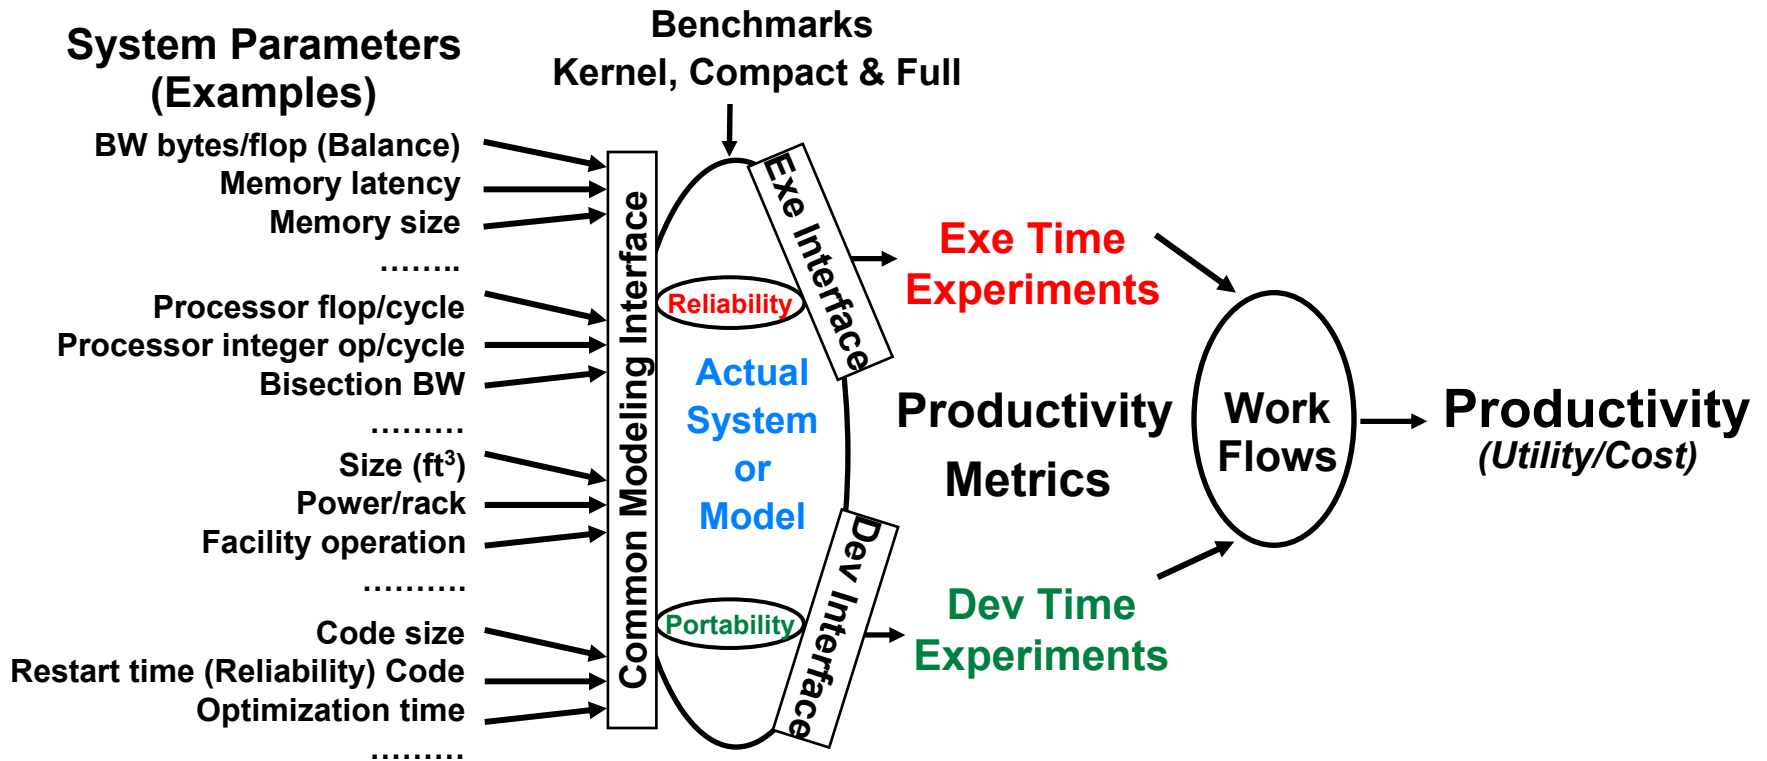 System Parameters
(Examples)
BW bytes/flop (Balance)
Memory latency
Memory size
........
Processor flop/cycle
Processor integer op/cycle
Bisection BW
.........
Size (ft³)
Power/rack
Facility operation
..........
Code size
Restart time (Reliability) Code
Optimization time
.........
Common Modeling Interface
Benchmarks
Kernel, Compact & Full
Exe Interface
Reliability
Actual
System
or
Model
Portability
Dev Interface
Exe Time
Experiments
Productivity
Metrics
Dev Time
Experiments
Work
Flows
Productivity
(Utility/Cost)